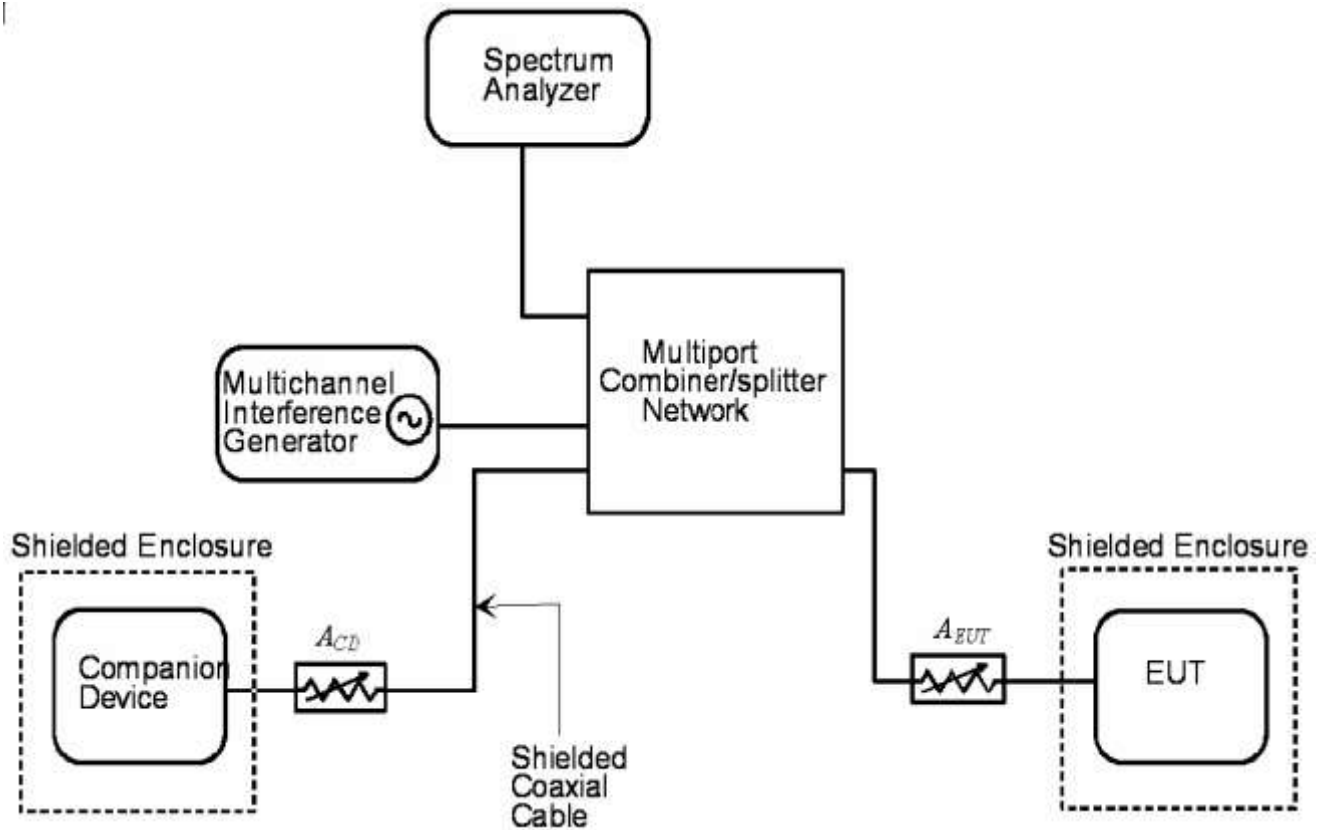 Spectrum
Analyzer
Multiport
Combiner/splitter
Network
Multichannel
Interference
Generator
Shielded Enclosure
Shielded Enclosure
Companion
Device
A_CD
A_EUT
EUT
Shielded
Coaxial
Cable